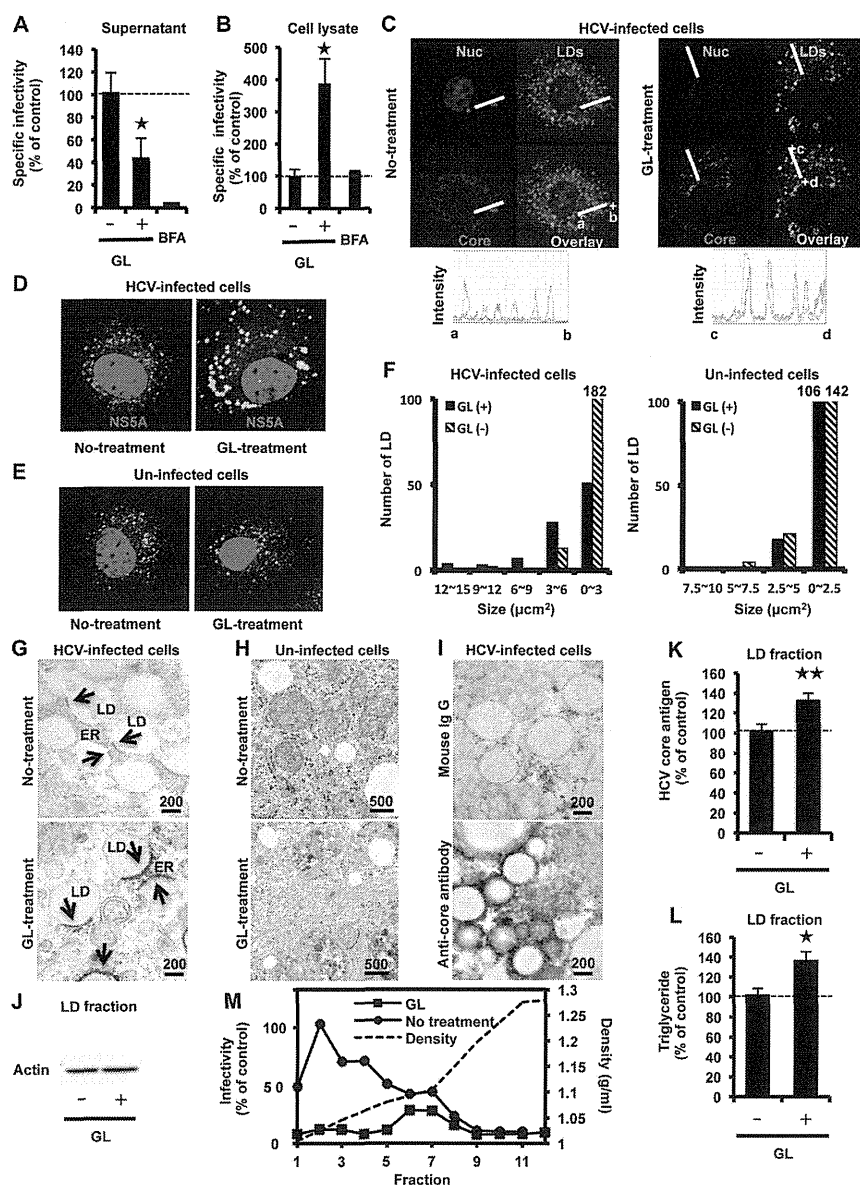 A
Supernatant
Specific infectivity
(% of control)
140
120
100
80
60
40
20
0
★
- + BFA
GL
B
Cell lysate
Specific infectivity
(% of control)
500
400
300
200
100
0
★
- + BFA
GL
C
HCV-infected cells
No-treatment
Nuc
LDs
Core
Overlay
a
+
b
GL-treatment
Nuc
LDs
+c
+d
Core
Overlay
Intensity
a b
Intensity
c d
D
HCV-infected cells
NS5A
NS5A
No-treatment
GL-treatment
E
Un-infected cells
No-treatment
GL-treatment
F
HCV-infected cells
182
GL (+)
GL (-)
Number of LD
100
50
0
12~15 9~12 6~9 3~6 0~3
Size (μcm²)
Un-infected cells
106 142
GL (+)
GL (-)
Number of LD
100
50
0
7.5~10 5~7.5 2.5~5 0~2.5
Size (μcm²)
G
HCV-infected cells
No-treatment
LD
ER
LD
200
GL-treatment
LD
ER
LD
200
H
Un-infected cells
No-treatment
500
GL-treatment
500
I
HCV-infected cells
Mouse Ig G
200
Anti-core antibody
200
J
LD fraction
Actin
- +
GL
K
LD fraction
★★
HCV core antigen
(% of control)
160
140
120
100
80
60
40
20
0
- +
GL
L
LD fraction
★
Triglyceride
(% of control)
160
140
120
100
80
60
40
20
0
- +
GL
M
GL
No treatment
Density
Infectivity
(% of control)
100
50
0
Density (g/ml)
1.3
1.25
1.2
1.15
1.1
1.05
1
1 3 5 7 9 11
Fraction